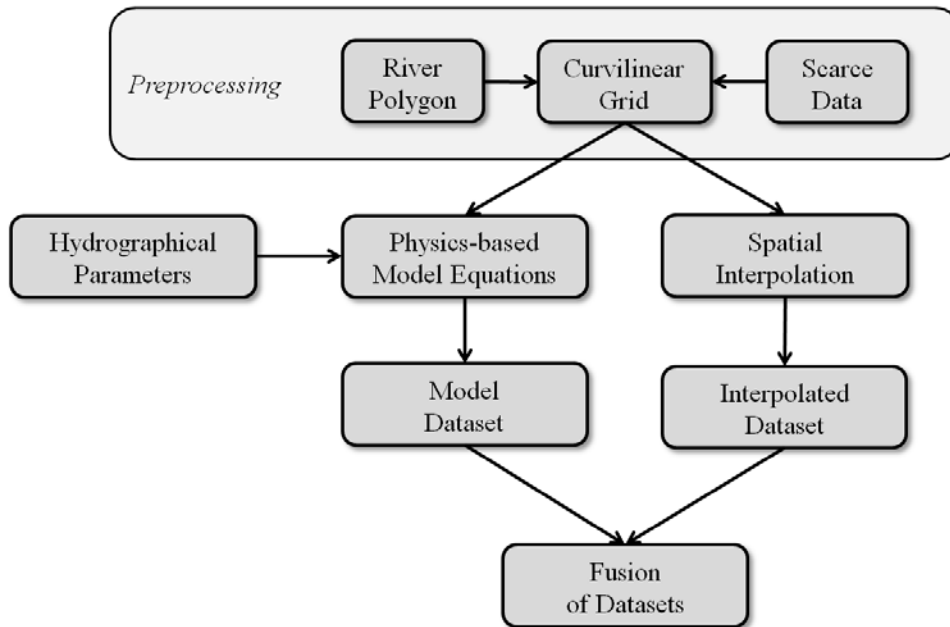 Preprocessing
River
Polygon
Curvilinear
Grid
Scarce
Data
Hydrographical
Parameters
Physics-based
Model Equations
Spatial
Interpolation
Model
Dataset
Interpolated
Dataset
Fusion
of Datasets